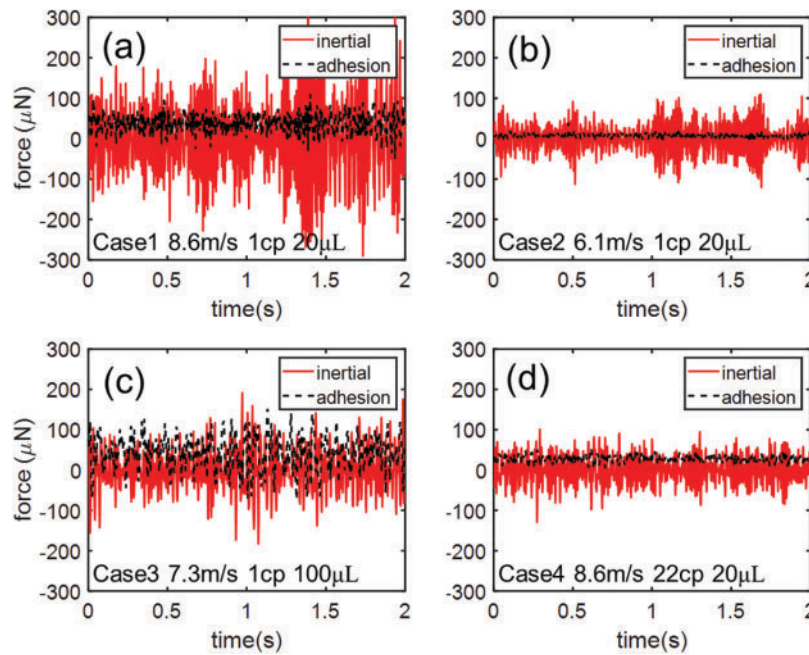 (a)
inertial
adhesion
300
200
100
0
-100
-200
-300
force (μN)
Case1 8.6m/s 1cp 20μL
0 0.5 1 1.5 2
time(s)
(b)
inertial
adhesion
300
200
100
0
-100
-200
-300
Case2 6.1m/s 1cp 20μL
0 0.5 1 1.5 2
time(s)
(c)
inertial
adhesion
300
200
100
0
-100
-200
-300
force (μN)
Case3 7.3m/s 1cp 100μL
0 0.5 1 1.5 2
time(s)
(d)
inertial
adhesion
300
200
100
0
-100
-200
-300
Case4 8.6m/s 22cp 20μL
0 0.5 1 1.5 2
time(s)